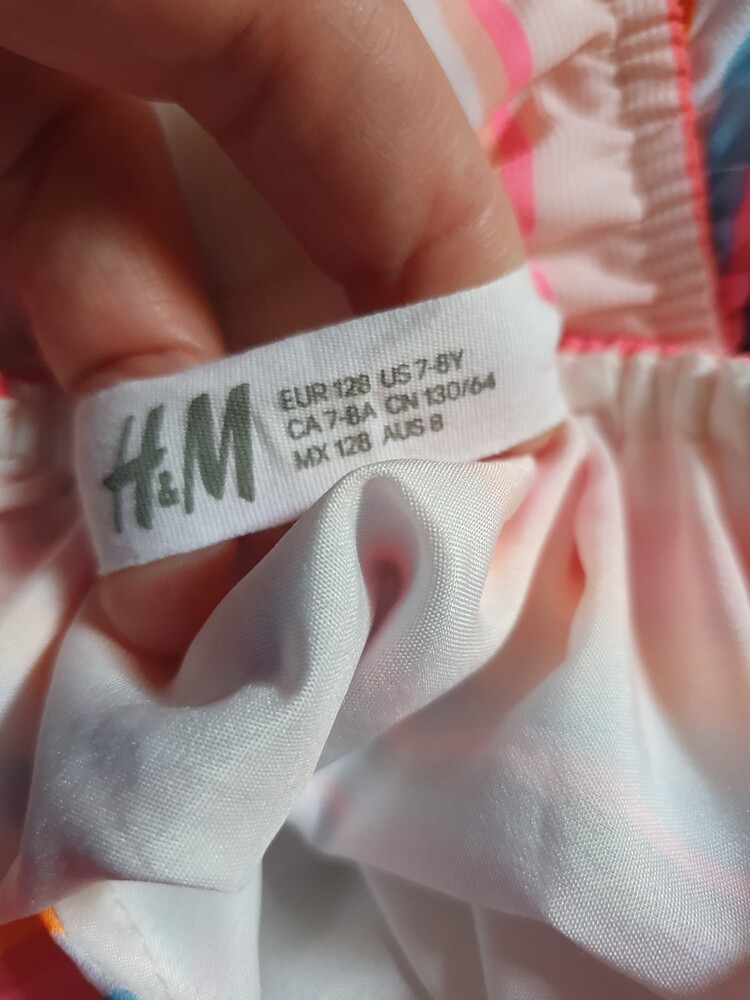 H&M
EUR 128 US 7-8Y
CA 7-8A CN 130/64
MX 128 AUS 8